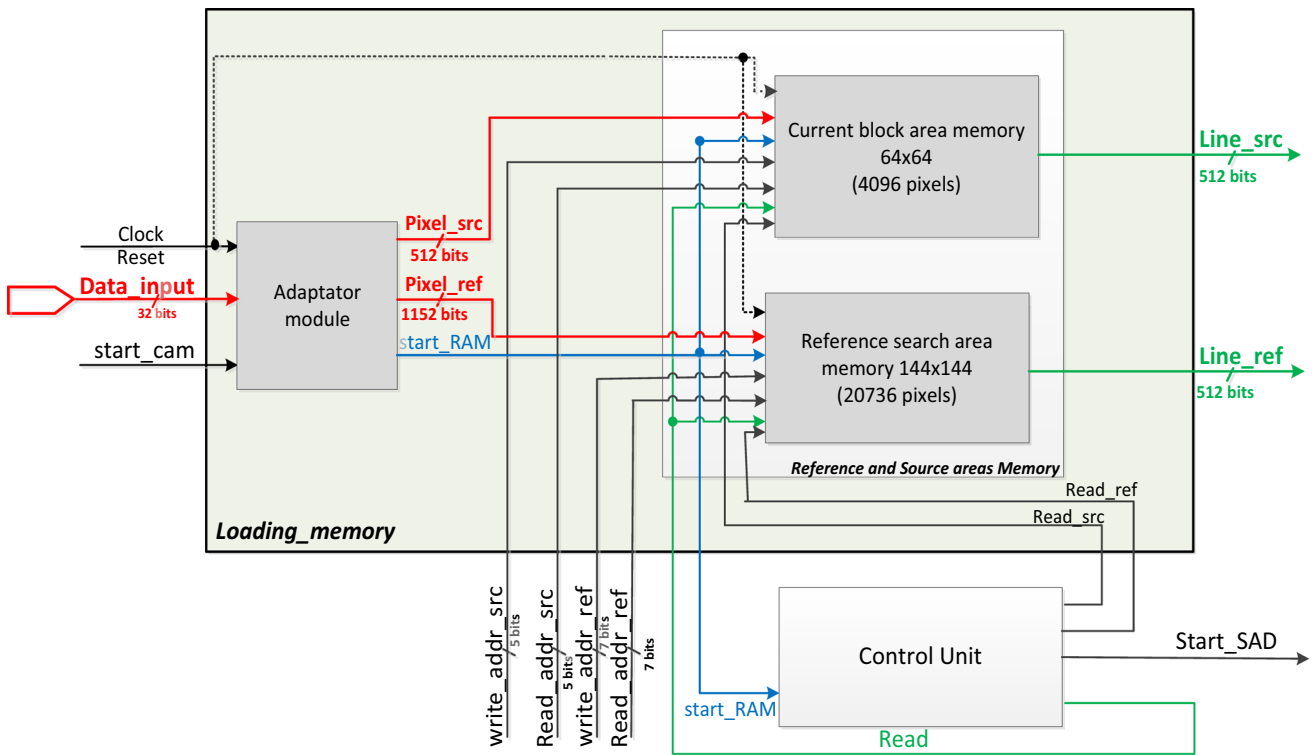 Current block area memory
64x64
(4096 pixels)
Line_src
512 bits
Clock
Reset
Data_input
32 bits
start_cam
Adaptator
module
Pixel_src
512 bits
Pixel_ref
1152 bits
start_RAM
Reference search area
memory 144x144
(20736 pixels)
Line_ref
512 bits
Reference and Source areas Memory
Read_ref
Read_src
Loading_memory
write_addr_src
5 bits
Read_addr_src
5 bits
write_addr_ref
7 bits
Read_addr_ref
7 bits
Control Unit
Start_SAD
start_RAM
Read